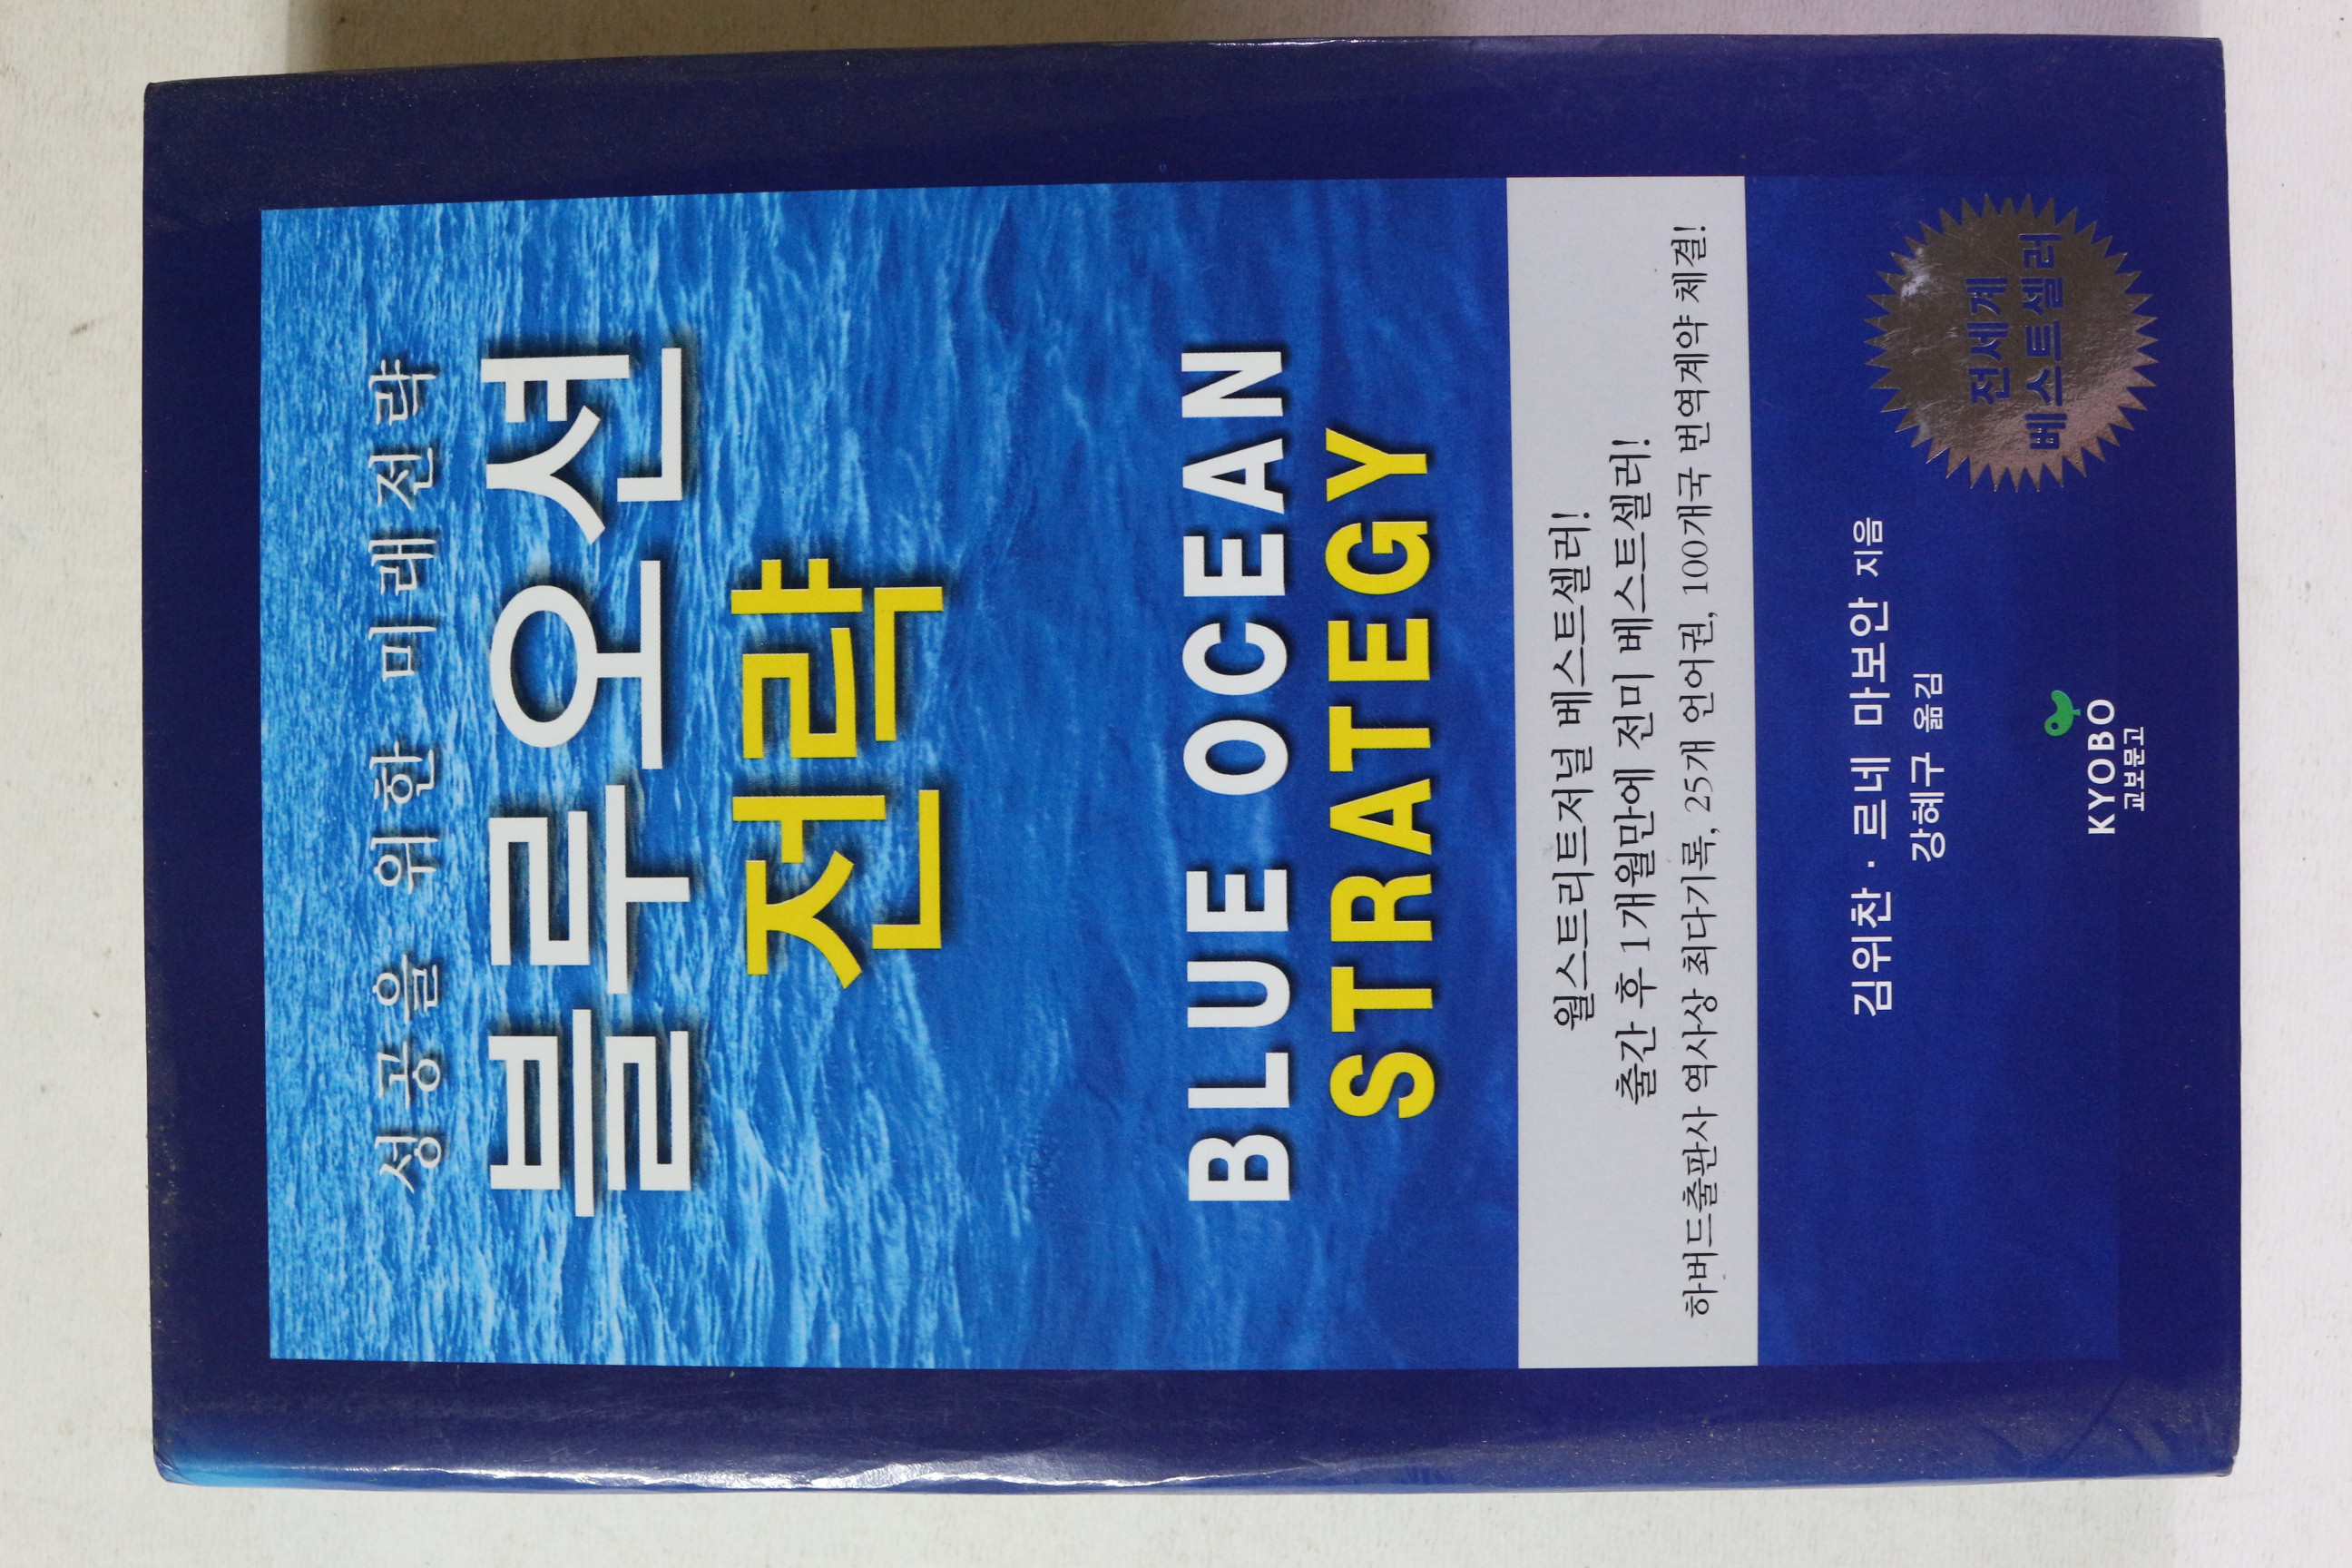 성공을 위한 미래전략
블루오션
전략
BLUE OCEAN
STRATEGY
월스트리트저널 베스트셀러!
출간 후 1개월만에 전미 베스트셀러!
하버드출판사 역사상 최다기록, 25개 언어권, 100개국 번역계약 체결!
전세계
베스트셀러
김위찬 · 르네 마보안 지음
강혜구 옮김
KYOBO
교보문고